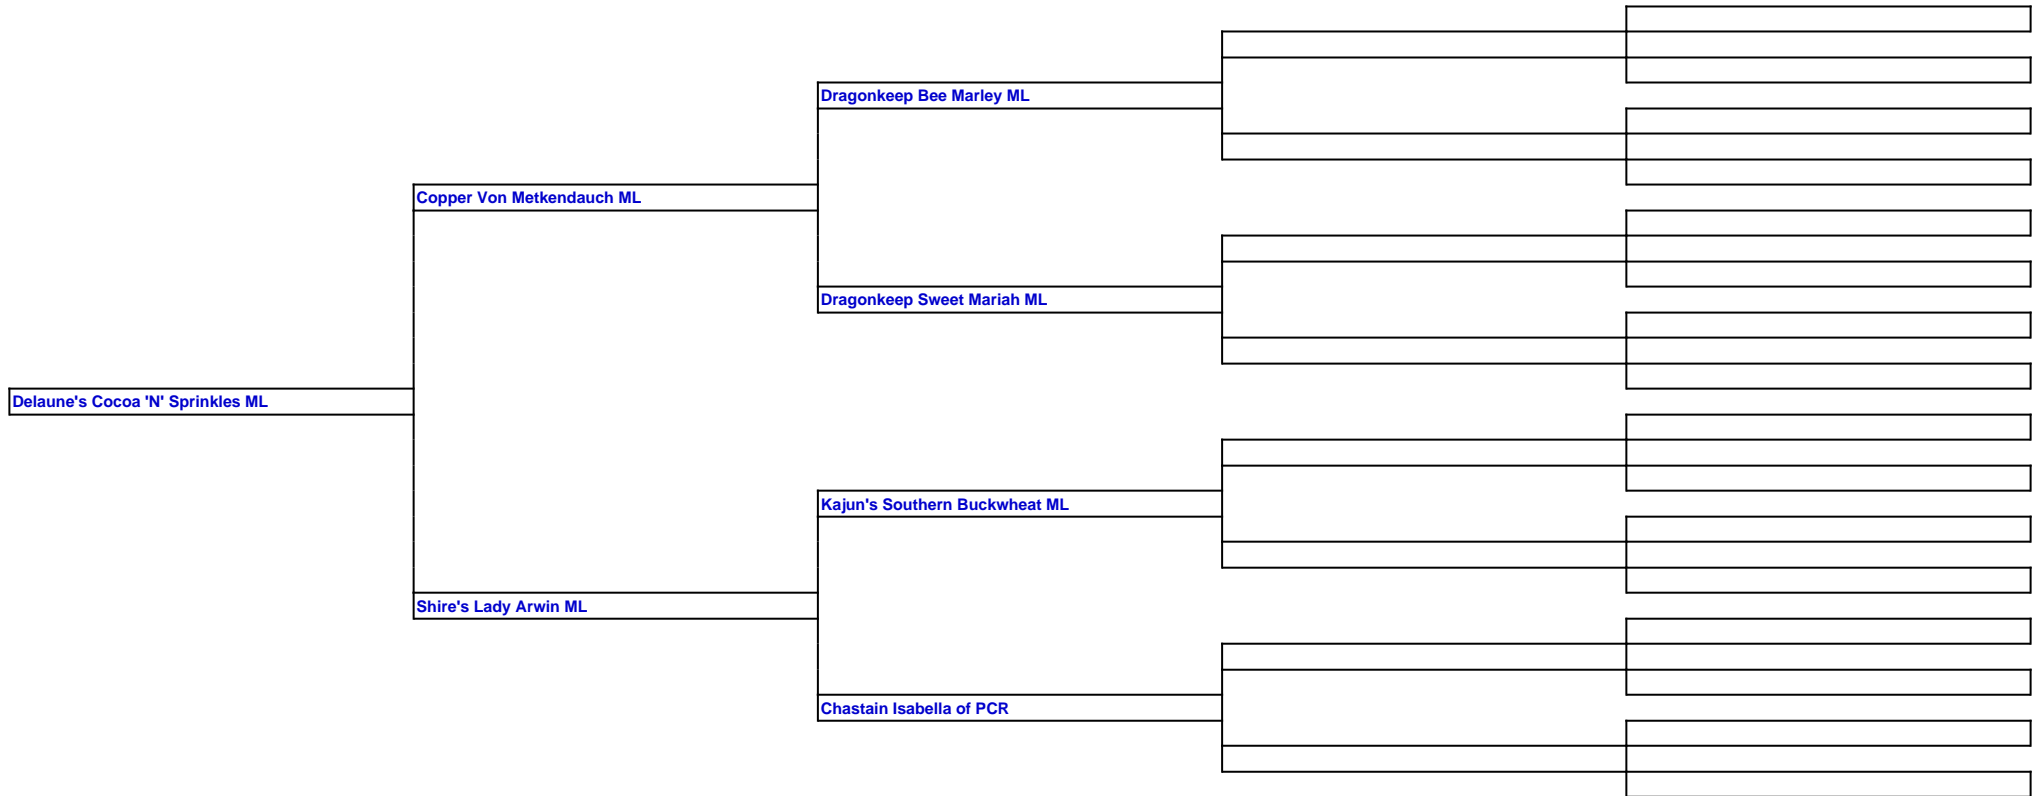 Dragonkeep Bee Marley ML
Copper Von Metkendauch ML
Dragonkeep Sweet Mariah ML
Delaune's Cocoa 'N' Sprinkles ML
Kajun's Southern Buckwheat ML
Shire's Lady Arwin ML
Chastain Isabella of PCR